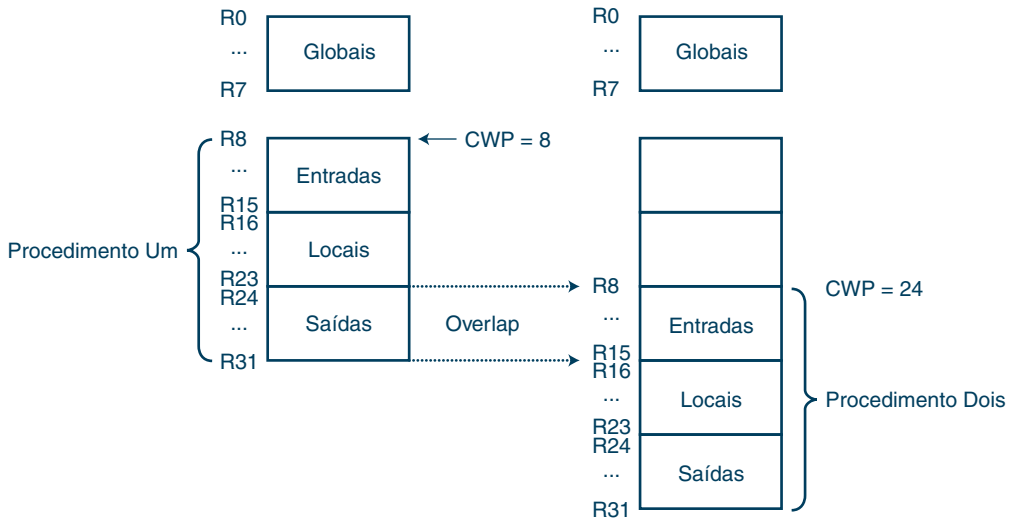 R0
...
R7
Globais
R0
...
R7
Globais
Procedimento Um
R8
...
R15
R16
...
R23
R24
...
R31
Entradas
Locais
Saídas
CWP = 8
Overlap
R8
...
R15
R16
...
R23
R24
...
R31
Entradas
Locais
Saídas
CWP = 24
Procedimento Dois